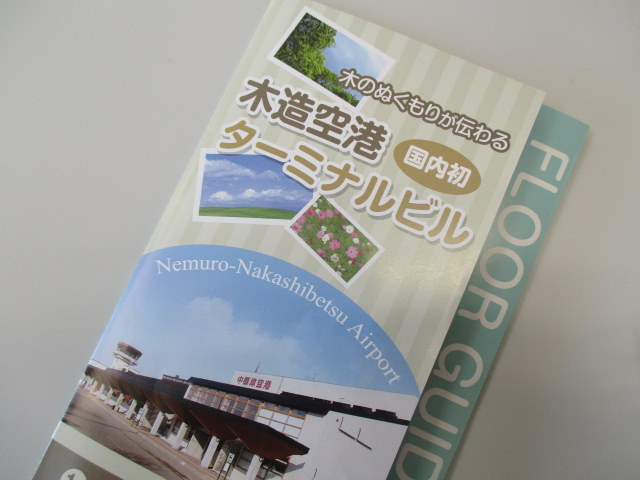 木のぬくもりが伝わる
木造空港
国内初
ターミナルビル
Nemuro-Nakashibetsu Airport
中標津空港
FLOOR GUID